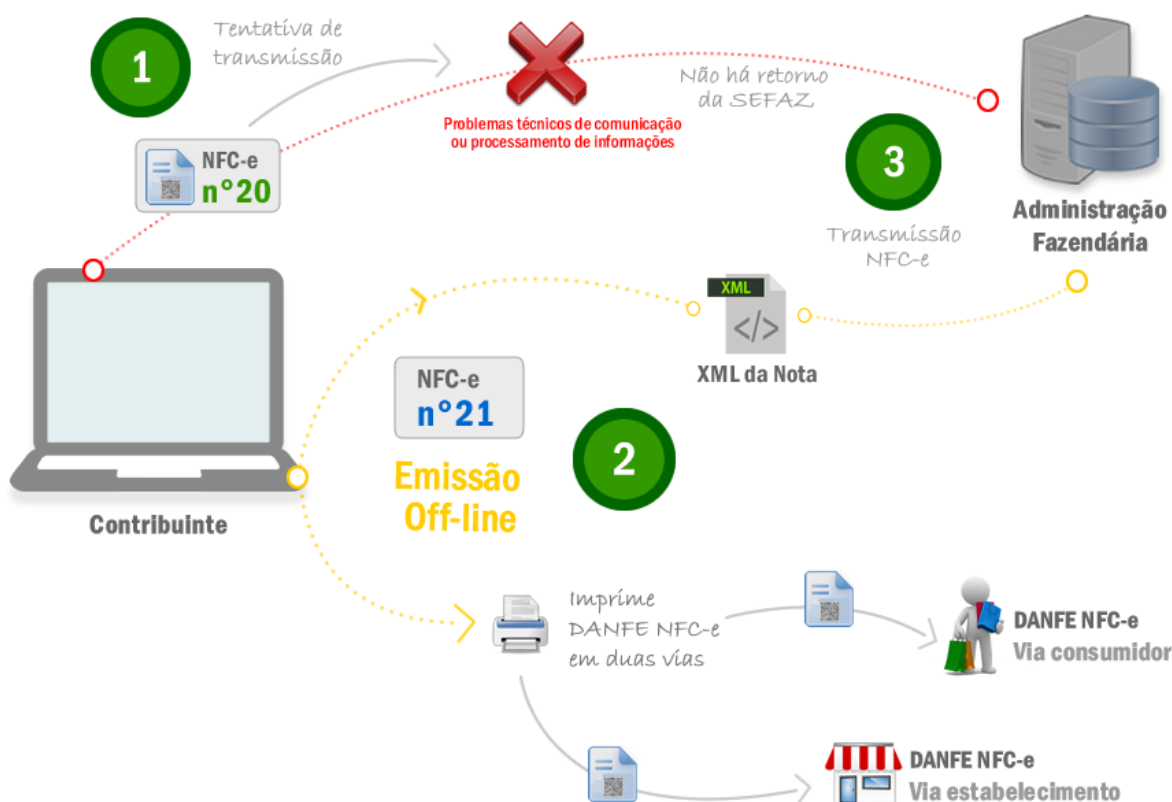 1
Tentativa de
transmissão
Problemas técnicos de comunicação
ou processamento de informações
Não há retorno
da SEFAZ
NFC-e
n°20
3
Transmissão
NFC-e
Administração
Fazendária
XML
</>
XML da Nota
NFC-e
n°21
2
Emissão
Off-line
Contribuinte
Imprime
DANFE NFC-e
em duas vias
DANFE NFC-e
Via consumidor
DANFE NFC-e
Via estabelecimento